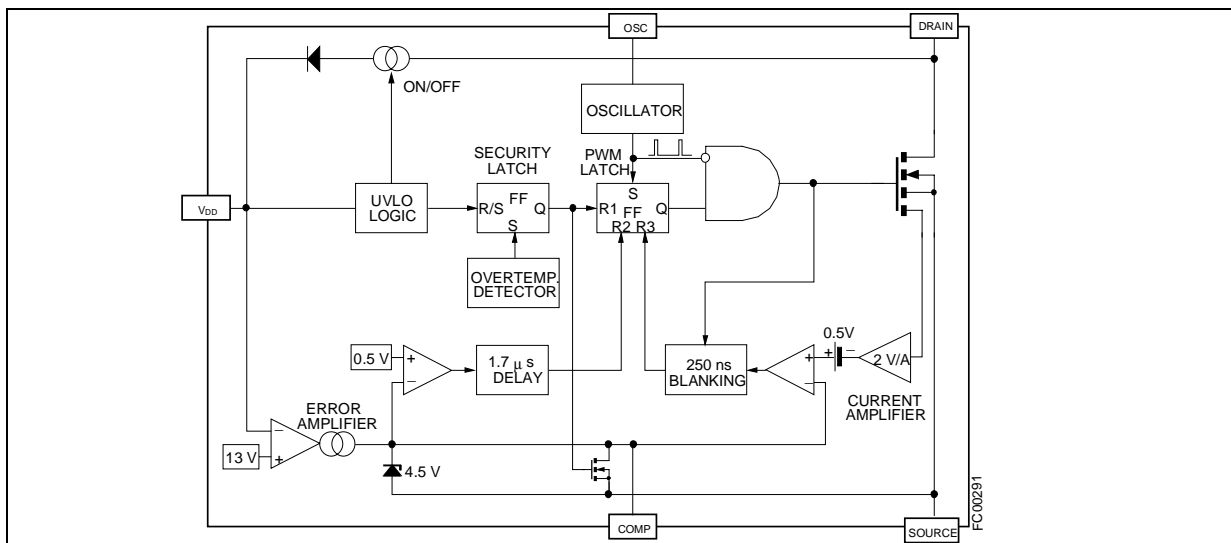 OSC
DRAIN
ON/OFF
OSCILLATOR
SECURITY
LATCH
PWM
LATCH
VDD
UVLO
LOGIC
R/S
FF
Q
S
S
R1
FF
Q
R2 R3
OVERTEMP.
DETECTOR
0.5 V
+
−
1.7 μ s
DELAY
250 ns
BLANKING
+
−
0.5V
+
−
2 V/A
CURRENT
AMPLIFIER
ERROR
AMPLIFIER
−
13 V
+
4.5 V
COMP
SOURCE
FC00291